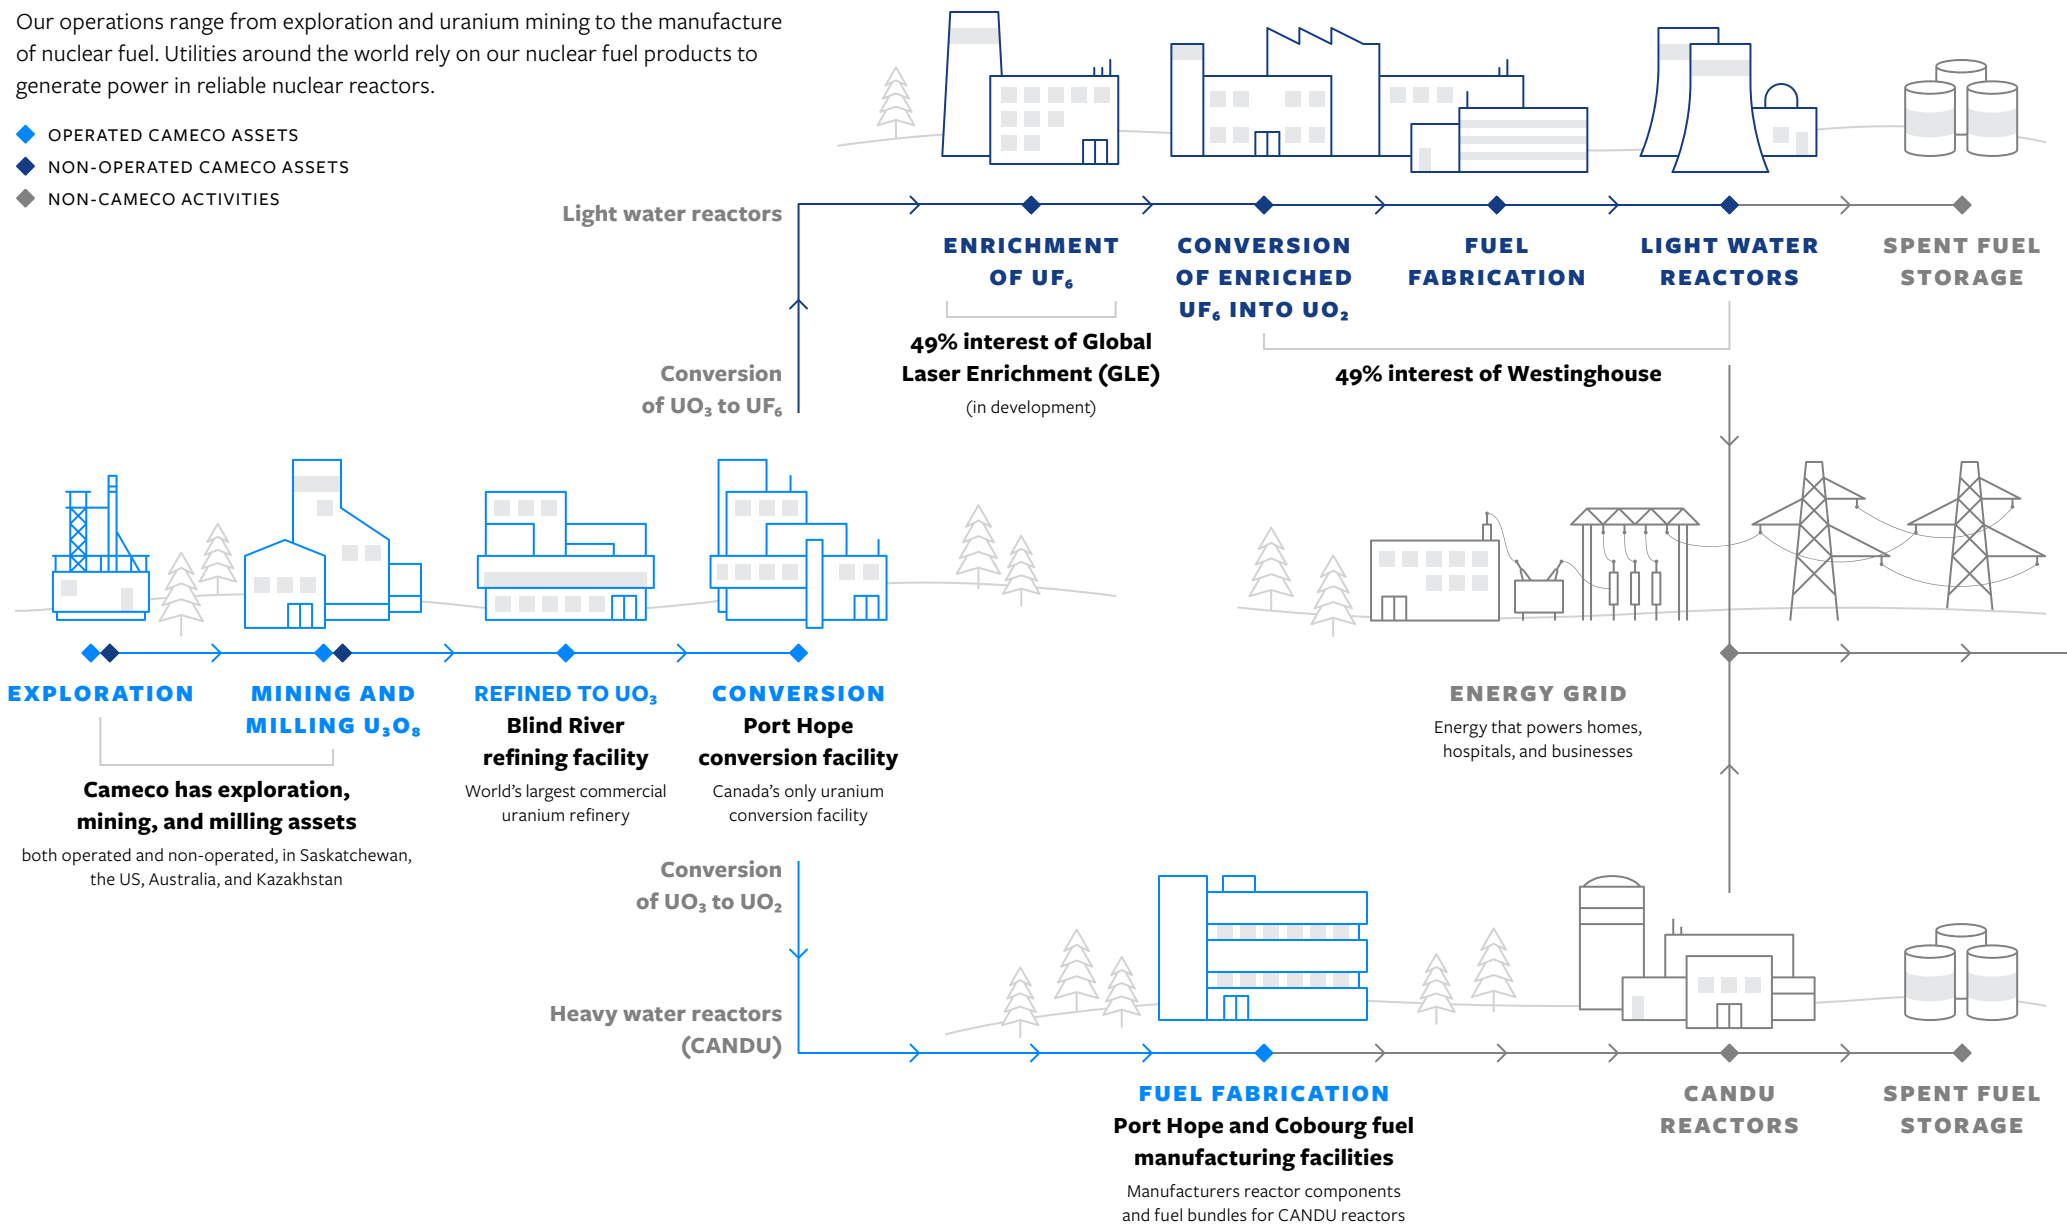 Our operations range from exploration and uranium mining to the manufacture
of nuclear fuel. Utilities around the world rely on our nuclear fuel products to
generate power in reliable nuclear reactors.
OPERATED CAMECO ASSETS
NON-OPERATED CAMECO ASSETS
NON-CAMECO ACTIVITIES
Light water reactors
ENRICHMENT
OF UF₆
49% interest of Global
Laser Enrichment (GLE)
(in development)
CONVERSION
OF ENRICHED
UF₆ INTO UO₂
FUEL
FABRICATION
LIGHT WATER
REACTORS
49% interest of Westinghouse
SPENT FUEL
STORAGE
Conversion
of UO₃ to UF₆
EXPLORATION
MINING AND
MILLING U₃O₈
Cameco has exploration,
mining, and milling assets
both operated and non-operated, in Saskatchewan,
the US, Australia, and Kazakhstan
REFINED TO UO₃
Blind River
refining facility
World's largest commercial
uranium refinery
CONVERSION
Port Hope
conversion facility
Canada's only uranium
conversion facility
ENERGY GRID
Energy that powers homes,
hospitals, and businesses
Conversion
of UO₃ to UO₂
Heavy water reactors
(CANDU)
FUEL FABRICATION
Port Hope and Cobourg fuel
manufacturing facilities
Manufacturers reactor components
and fuel bundles for CANDU reactors
CANDU
REACTORS
SPENT FUEL
STORAGE